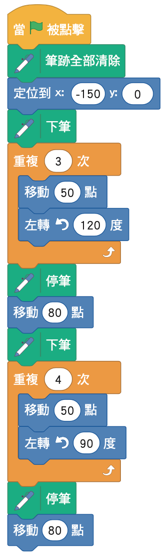 當 被點擊
筆跡全部清除
定位到 x: -150 y: 0
下筆
重複 3 次
移動 50 點
左轉 120 度
停筆
移動 80 點
下筆
重複 4 次
移動 50 點
左轉 90 度
停筆
移動 80 點